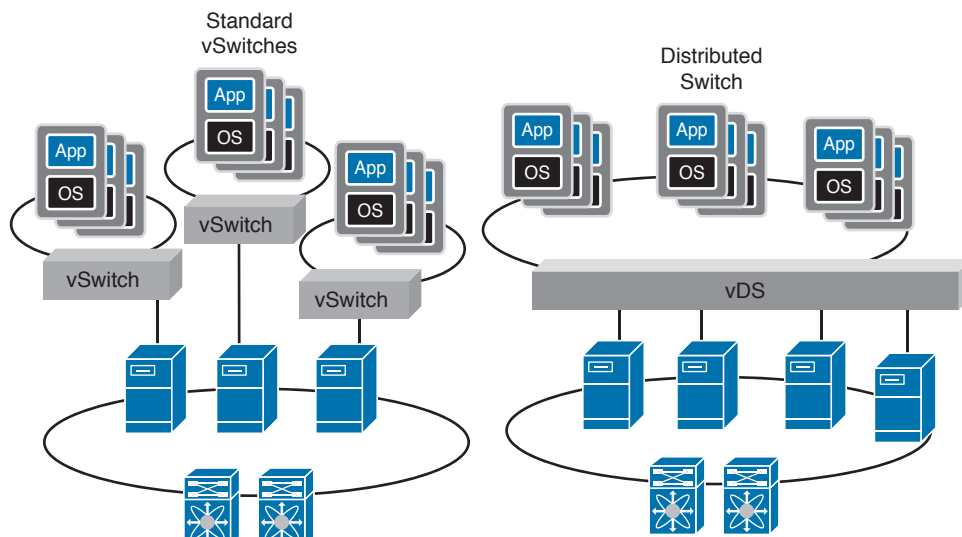 Standard
vSwitches
App
OS
vSwitch
App
OS
vSwitch
App
OS
vSwitch
Distributed
Switch
App
OS
App
OS
App
OS
vDS